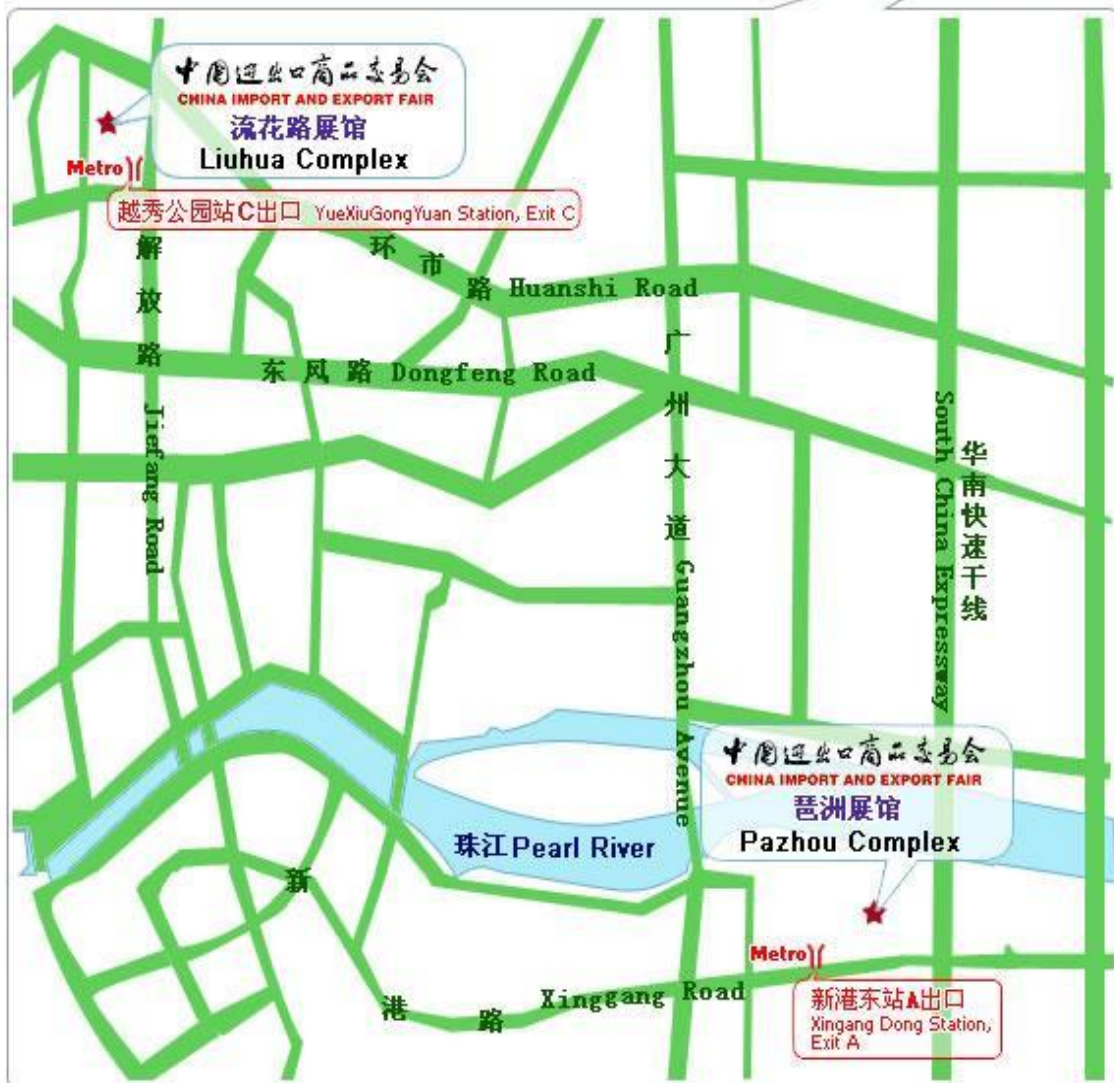 中国进出口商品交易会
CHINA IMPORT AND EXPORT FAIR
流花路展馆
Liuhua Complex
Metro
越秀公园站C出口 YueXiuGongYuan Station, Exit C
解放路 Jiefang Road
环市路 Huanshi Road
东风路 Dongfeng Road
广州大道 Guangzhou Avenue
华南快速干线
South China Expressway
中国进出口商品交易会
CHINA IMPORT AND EXPORT FAIR
琶洲展馆
Pazhou Complex
珠江 Pearl River
新港路 Xinggang Road
Metro
新港东站A出口
Xingang Dong Station,
Exit A